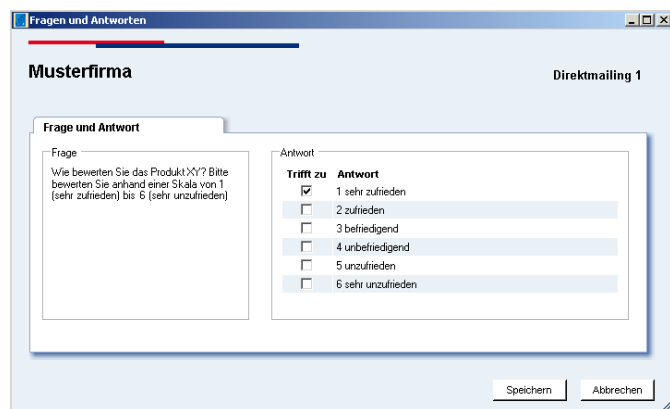 Fragen und Antworten
Musterfirma
Direktmailing 1
Frage und Antwort
Frage
Wie bewerten Sie das Produkt XY? Bitte
bewerten Sie anhand einer Skala von 1
(sehr zufrieden) bis 6 (sehr unzufrieden)
Antwort
Trifft zu Antwort
1 sehr zufrieden
2 zufrieden
3 befriedigend
4 unbefriedigend
5 unzufrieden
6 sehr unzufrieden
Speichern Abbrechen